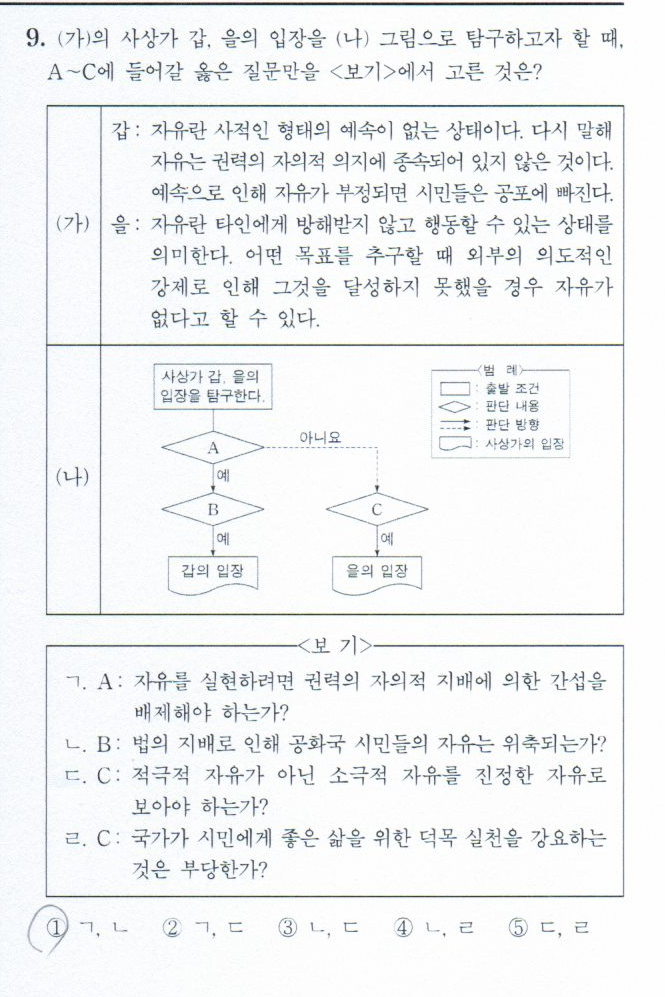 9. (가)의 사상가 갑, 을의 입장을 (나) 그림으로 탐구하고자 할 때,
A~C에 들어갈 옳은 질문만을 <보기>에서 고른 것은?
(가)
갑: 자유란 사적인 형태의 예속이 없는 상태이다. 다시 말해
자유는 권력의 자의적 의지에 종속되어 있지 않은 것이다.
예속으로 인해 자유가 부정되면 시민들은 공포에 빠진다.
을: 자유란 타인에게 방해받지 않고 행동할 수 있는 상태를
의미한다. 어떤 목표를 추구할 때 외부의 의도적인
강제로 인해 그것을 달성하지 못했을 경우 자유가
없다고 할 수 있다.
(나)
사상가 갑, 을의
입장을 탐구한다.
<범 례>
: 출발 조건
: 판단 내용
: 판단 방향
: 사상가의 입장
A
아니요
예
B
C
예
예
갑의 입장
을의 입장
<보 기>
ㄱ. A: 자유를 실현하려면 권력의 자의적 지배에 의한 간섭을
배제해야 하는가?
ㄴ. B: 법의 지배로 인해 공화국 시민들의 자유는 위축되는가?
ㄷ. C: 적극적 자유가 아닌 소극적 자유를 진정한 자유로
보아야 하는가?
ㄹ. C: 국가가 시민에게 좋은 삶을 위한 덕목 실천을 강요하는
것은 부당한가?
① ㄱ, ㄴ ② ㄱ, ㄷ ③ ㄴ, ㄷ ④ ㄴ, ㄹ ⑤ ㄷ, ㄹ